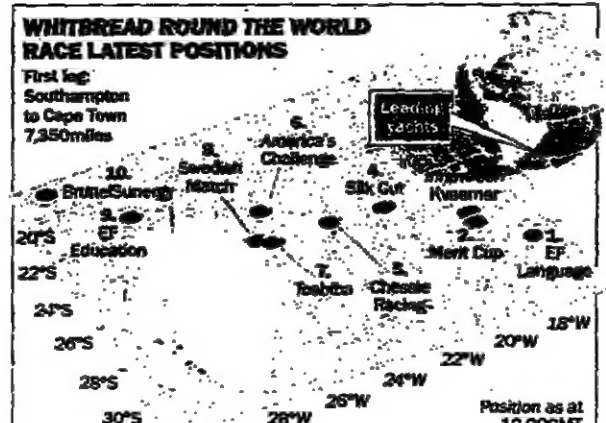 WHITBREAD ROUND THE WORLD
RACE LATEST POSITIONS
First leg:
Southampton
to Cape Town
7,350miles
Leading
yachts
10.
BrunelSunergy
9.
EF
Education
8.
Swedish
Match
6.
America's
Challenge
4.
Silk Cut
Kvaerner
2.
Merit Cup
1.
EF
Language
7.
Toshiba
5.
Chessie
Racing
20°S
22°S
24°S
26°S
28°S
30°S
28°W
26°W
24°W
22°W
20°W
18°W
Position as at